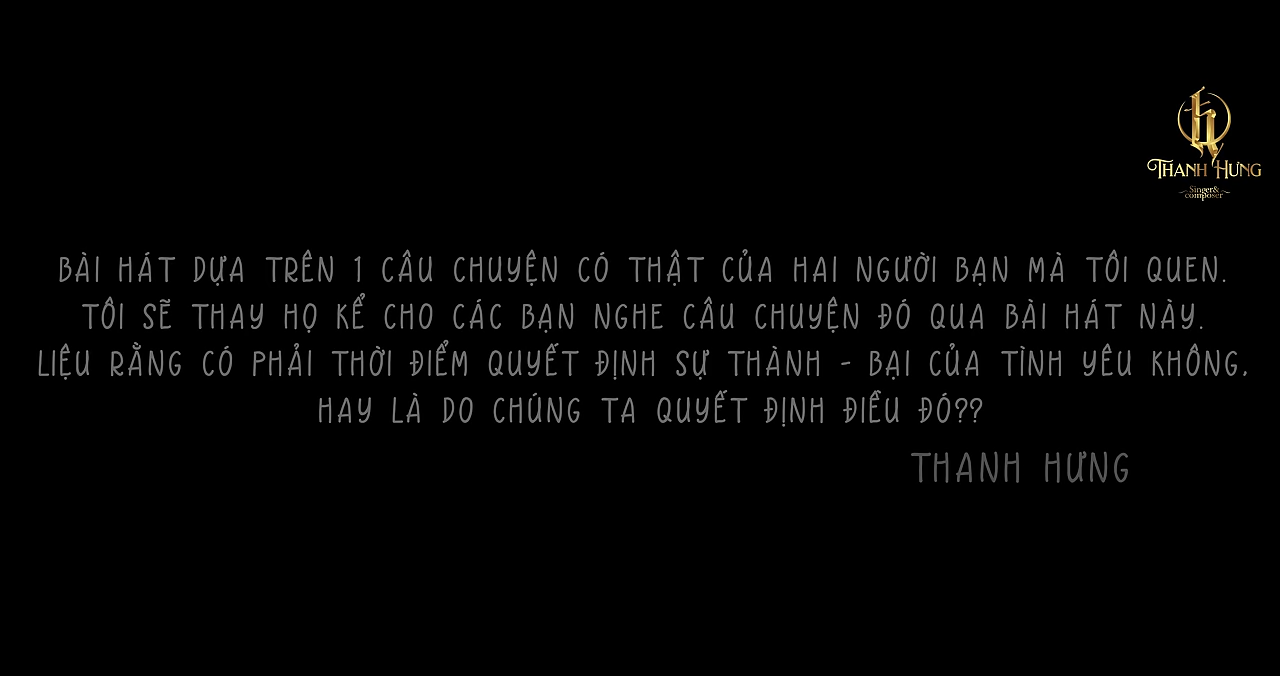 THANH HƯNG
Singer&
composer
BÀI HÁT DỰA TRÊN 1 CÂU CHUYỆN CÓ THẬT CỦA HAI NGƯỜI BẠN MÀ TÔI QUEN.
TÔI SẼ THAY HỌ KỂ CHO CÁC BẠN NGHE CÂU CHUYỆN ĐÓ QUA BÀI HÁT NÀY.
LIỆU RẰNG CÓ PHẢI THỜI ĐIỂM QUYẾT ĐỊNH SỰ THÀNH - BẠI CỦA TÌNH YÊU KHÔNG,
HAY LÀ DO CHÚNG TA QUYẾT ĐỊNH ĐIỀU ĐÓ??
THANH HƯNG